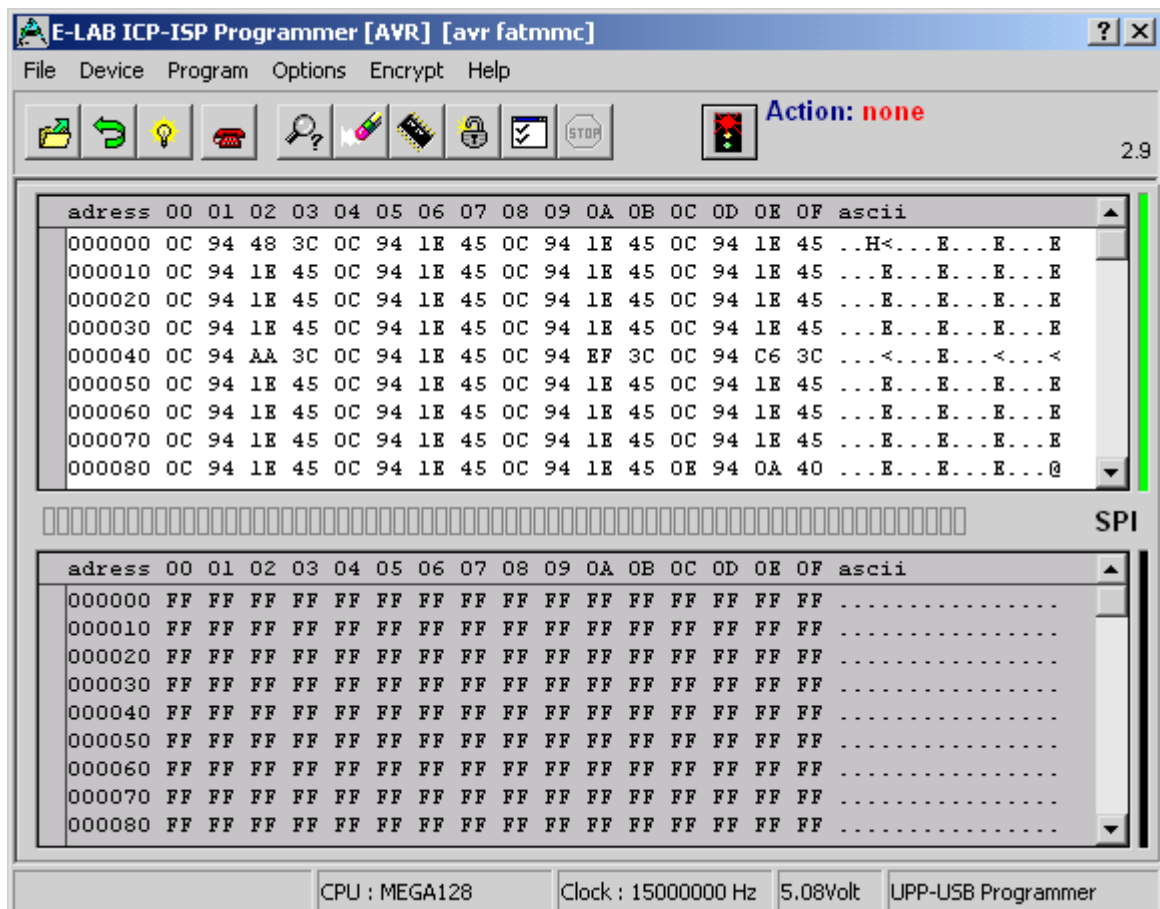 E-LAB ICP-ISP Programmer [AVR] [avr fatmmc]
File Device Program Options Encrypt Help
STOP
Action: none
2.9
adress 00 01 02 03 04 05 06 07 08 09 0A 0B 0C 0D 0E 0F ascii
000000 0C 94 48 3C 0C 94 1E 45 0C 94 1E 45 0C 94 1E 45 ..H<...E...E...E
000010 0C 94 1E 45 0C 94 1E 45 0C 94 1E 45 0C 94 1E 45 ...E...E...E...E
000020 0C 94 1E 45 0C 94 1E 45 0C 94 1E 45 0C 94 1E 45 ...E...E...E...E
000030 0C 94 1E 45 0C 94 1E 45 0C 94 1E 45 0C 94 1E 45 ...E...E...E...E
000040 0C 94 AA 3C 0C 94 1E 45 0C 94 EF 3C 0C 94 C6 3C ...<...E...<...<
000050 0C 94 1E 45 0C 94 1E 45 0C 94 1E 45 0C 94 1E 45 ...E...E...E...E
000060 0C 94 1E 45 0C 94 1E 45 0C 94 1E 45 0C 94 1E 45 ...E...E...E...E
000070 0C 94 1E 45 0C 94 1E 45 0C 94 1E 45 0C 94 1E 45 ...E...E...E...E
000080 0C 94 1E 45 0C 94 1E 45 0C 94 1E 45 0E 94 0A 40 ...E...E...E...@
SPI
adress 00 01 02 03 04 05 06 07 08 09 0A 0B 0C 0D 0E 0F ascii
000000 FF FF FF FF FF FF FF FF FF FF FF FF FF FF FF FF ................
000010 FF FF FF FF FF FF FF FF FF FF FF FF FF FF FF FF ................
000020 FF FF FF FF FF FF FF FF FF FF FF FF FF FF FF FF ................
000030 FF FF FF FF FF FF FF FF FF FF FF FF FF FF FF FF ................
000040 FF FF FF FF FF FF FF FF FF FF FF FF FF FF FF FF ................
000050 FF FF FF FF FF FF FF FF FF FF FF FF FF FF FF FF ................
000060 FF FF FF FF FF FF FF FF FF FF FF FF FF FF FF FF ................
000070 FF FF FF FF FF FF FF FF FF FF FF FF FF FF FF FF ................
000080 FF FF FF FF FF FF FF FF FF FF FF FF FF FF FF FF ................
CPU : MEGA128 Clock : 15000000 Hz 5.08Volt UPP-USB Programmer